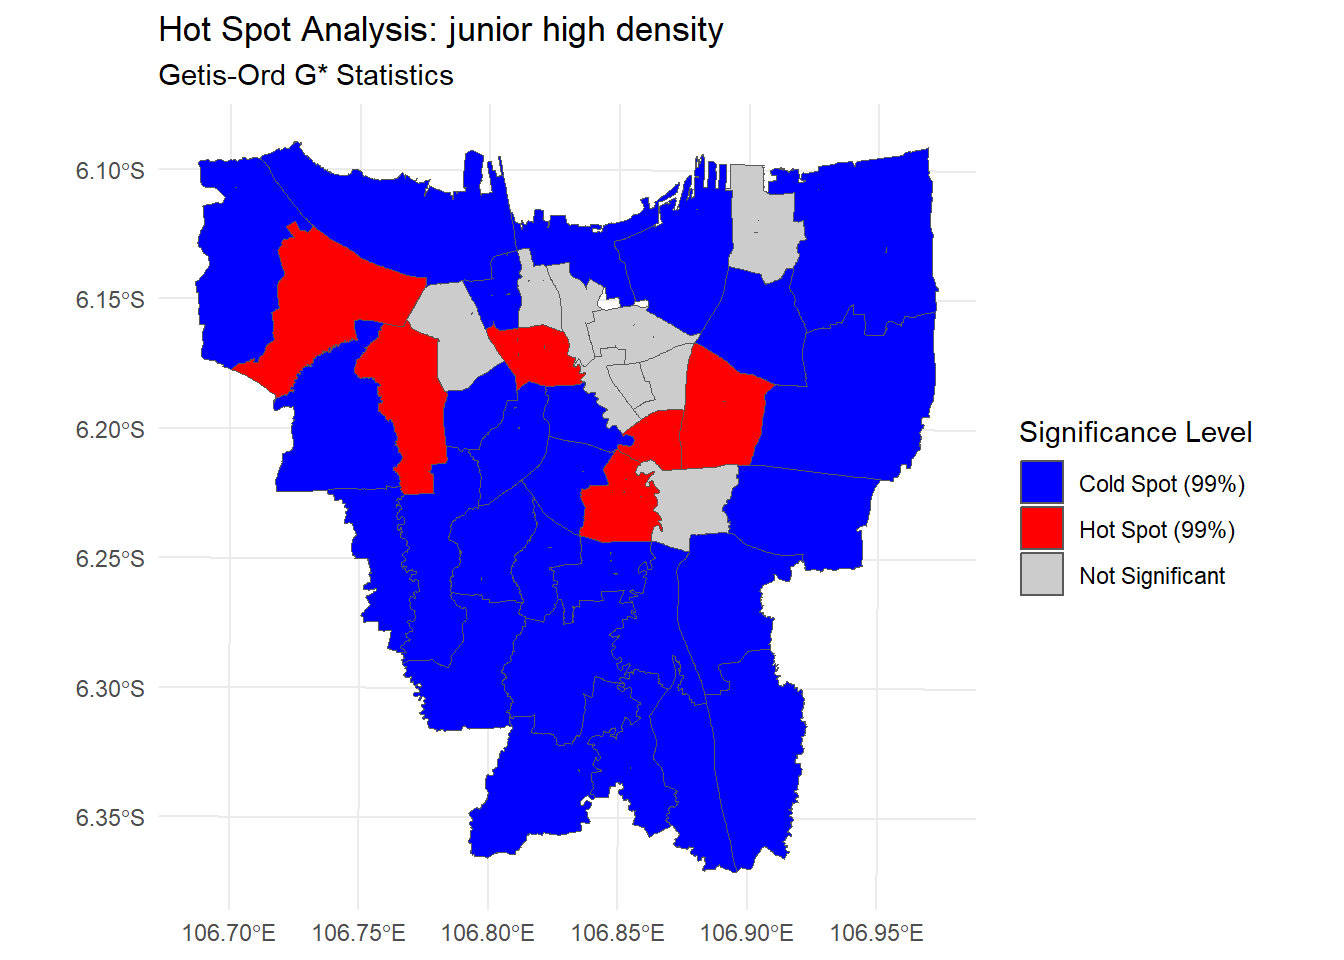 Hot Spot Analysis: junior high density
Getis-Ord G* Statistics
6.10°S
6.15°S
6.20°S
6.25°S
6.30°S
6.35°S
106.70°E
106.75°E
106.80°E
106.85°E
106.90°E
106.95°E
Significance Level
Cold Spot (99%)
Hot Spot (99%)
Not Significant